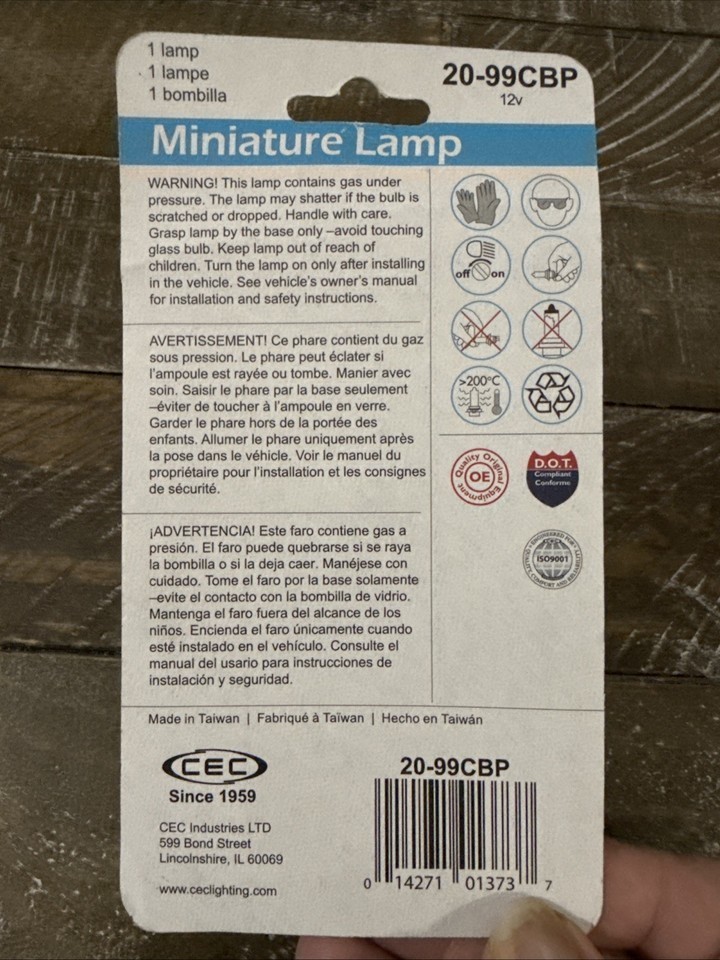 1 lamp
1 lampe
1 bombilla
20-99CBP
12v
Miniature Lamp
WARNING! This lamp contains gas under
pressure. The lamp may shatter if the bulb is
scratched or dropped. Handle with care.
Grasp lamp by the base only –avoid touching
glass bulb. Keep lamp out of reach of
children. Turn the lamp on only after installing
in the vehicle. See vehicle's owner's manual
for installation and safety instructions.
AVERTISSEMENT! Ce phare contient du gaz
sous pression. Le phare peut éclater si
l'ampoule est rayée ou tombe. Manier avec
soin. Saisir le phare par la base seulement
–éviter de toucher à l'ampoule en verre.
Garder le phare hors de la portée des
enfants. Allumer le phare uniquement après
la pose dans le véhicle. Voir le manuel du
propriétaire pour l'installation et les consignes
de sécurité.
¡ADVERTENCIA! Este faro contiene gas a
presión. El faro puede quebrarse si se raya
la bombilla o si la deja caer. Manéjese con
cuidado. Tome el faro por la base solamente
–evite el contacto con la bombilla de vidrio.
Mantenga el faro fuera del alcance de los
niños. Encienda el faro únicamente cuando
esté instalado en el vehículo. Consulte el
manual del usario para instrucciones de
instalación y seguridad.
off on
>200°C
Quality Original
OE
Equipment
D.O.T.
Compliant
Conforme
ENGINEERED FOR
ISO9001
QUALITY, COMFORT AND RELIABILITY
Made in Taiwan | Fabriqué à Taïwan | Hecho en Taiwán
CEC
Since 1959
CEC Industries LTD
599 Bond Street
Lincolnshire, IL 60069
www.ceclighting.com
20-99CBP
0 14271 01373 7